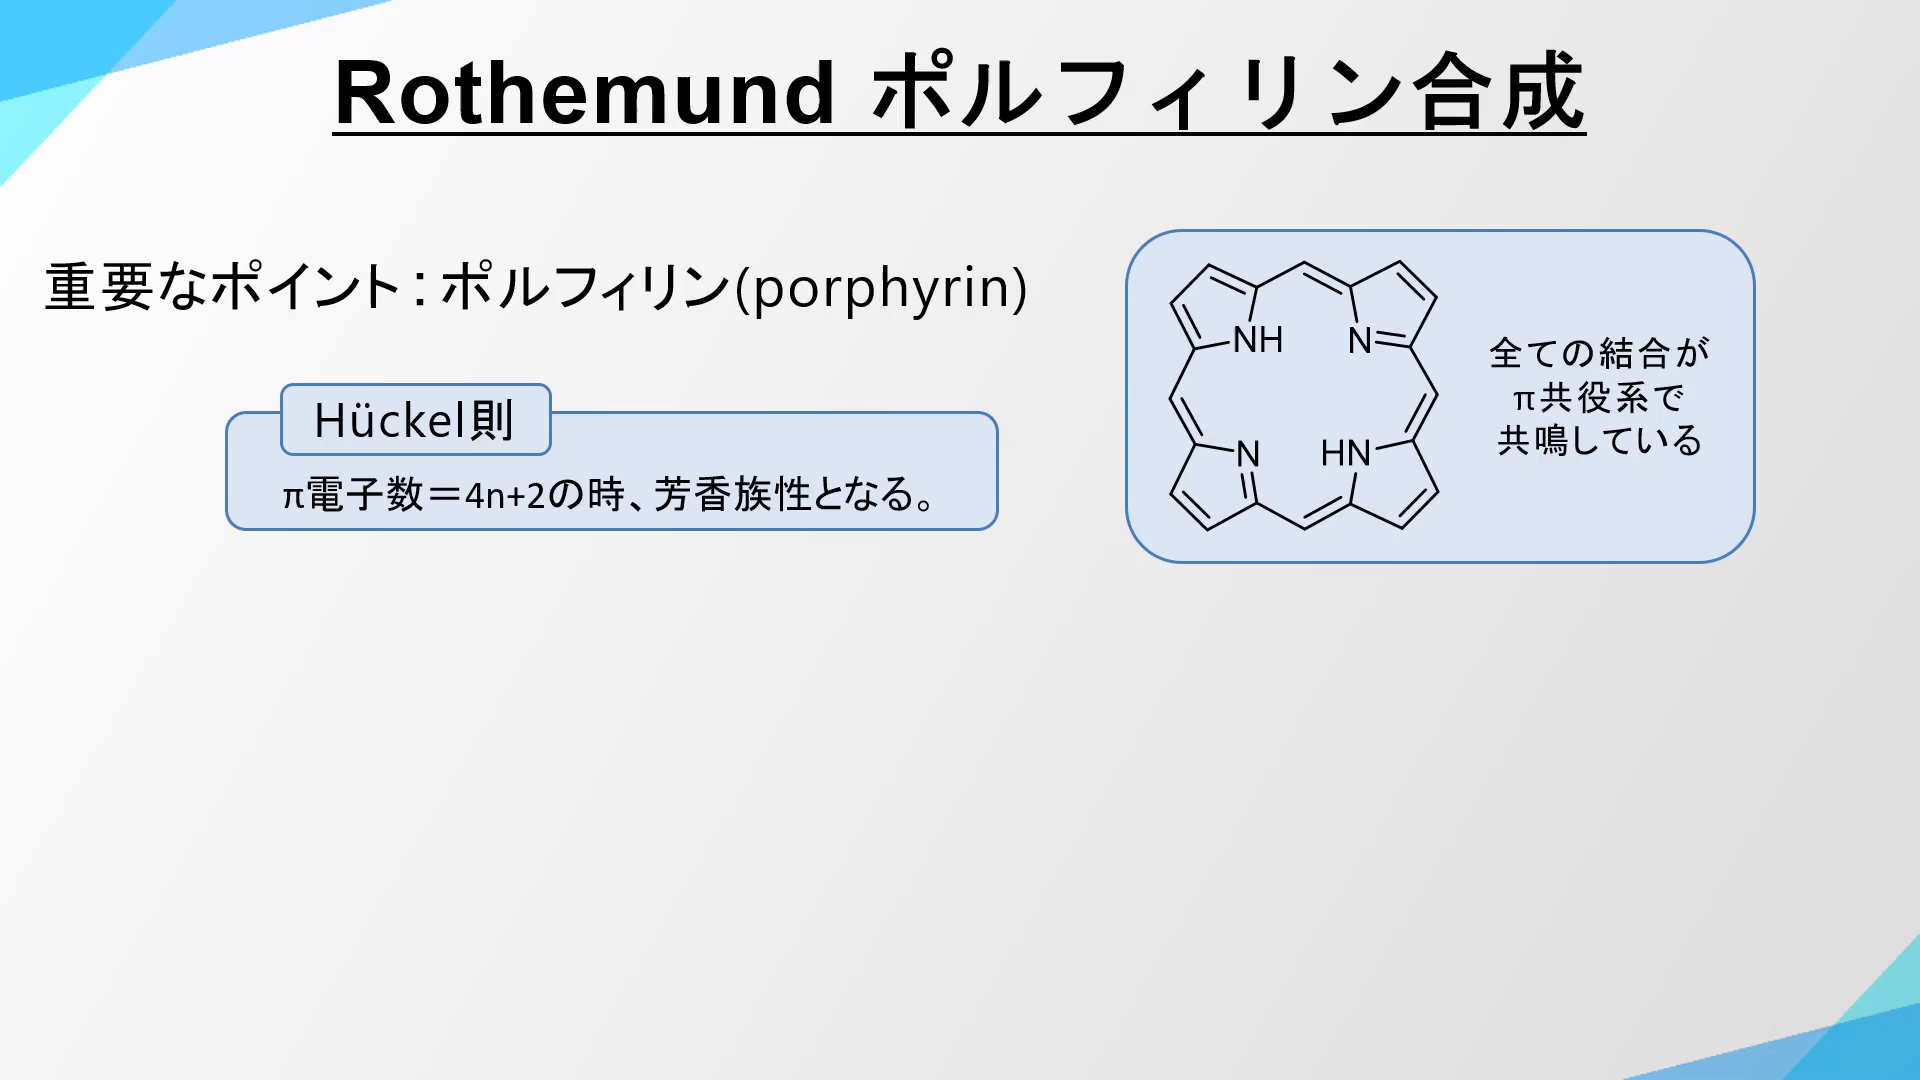 Rothemund ポルフィリン合成
重要なポイント：ポルフィリン(porphyrin)
Hückel則
π電子数＝4n+2の時、芳香族性となる。
NH
N
N
HN
全ての結合が
π共役系で
共鳴している